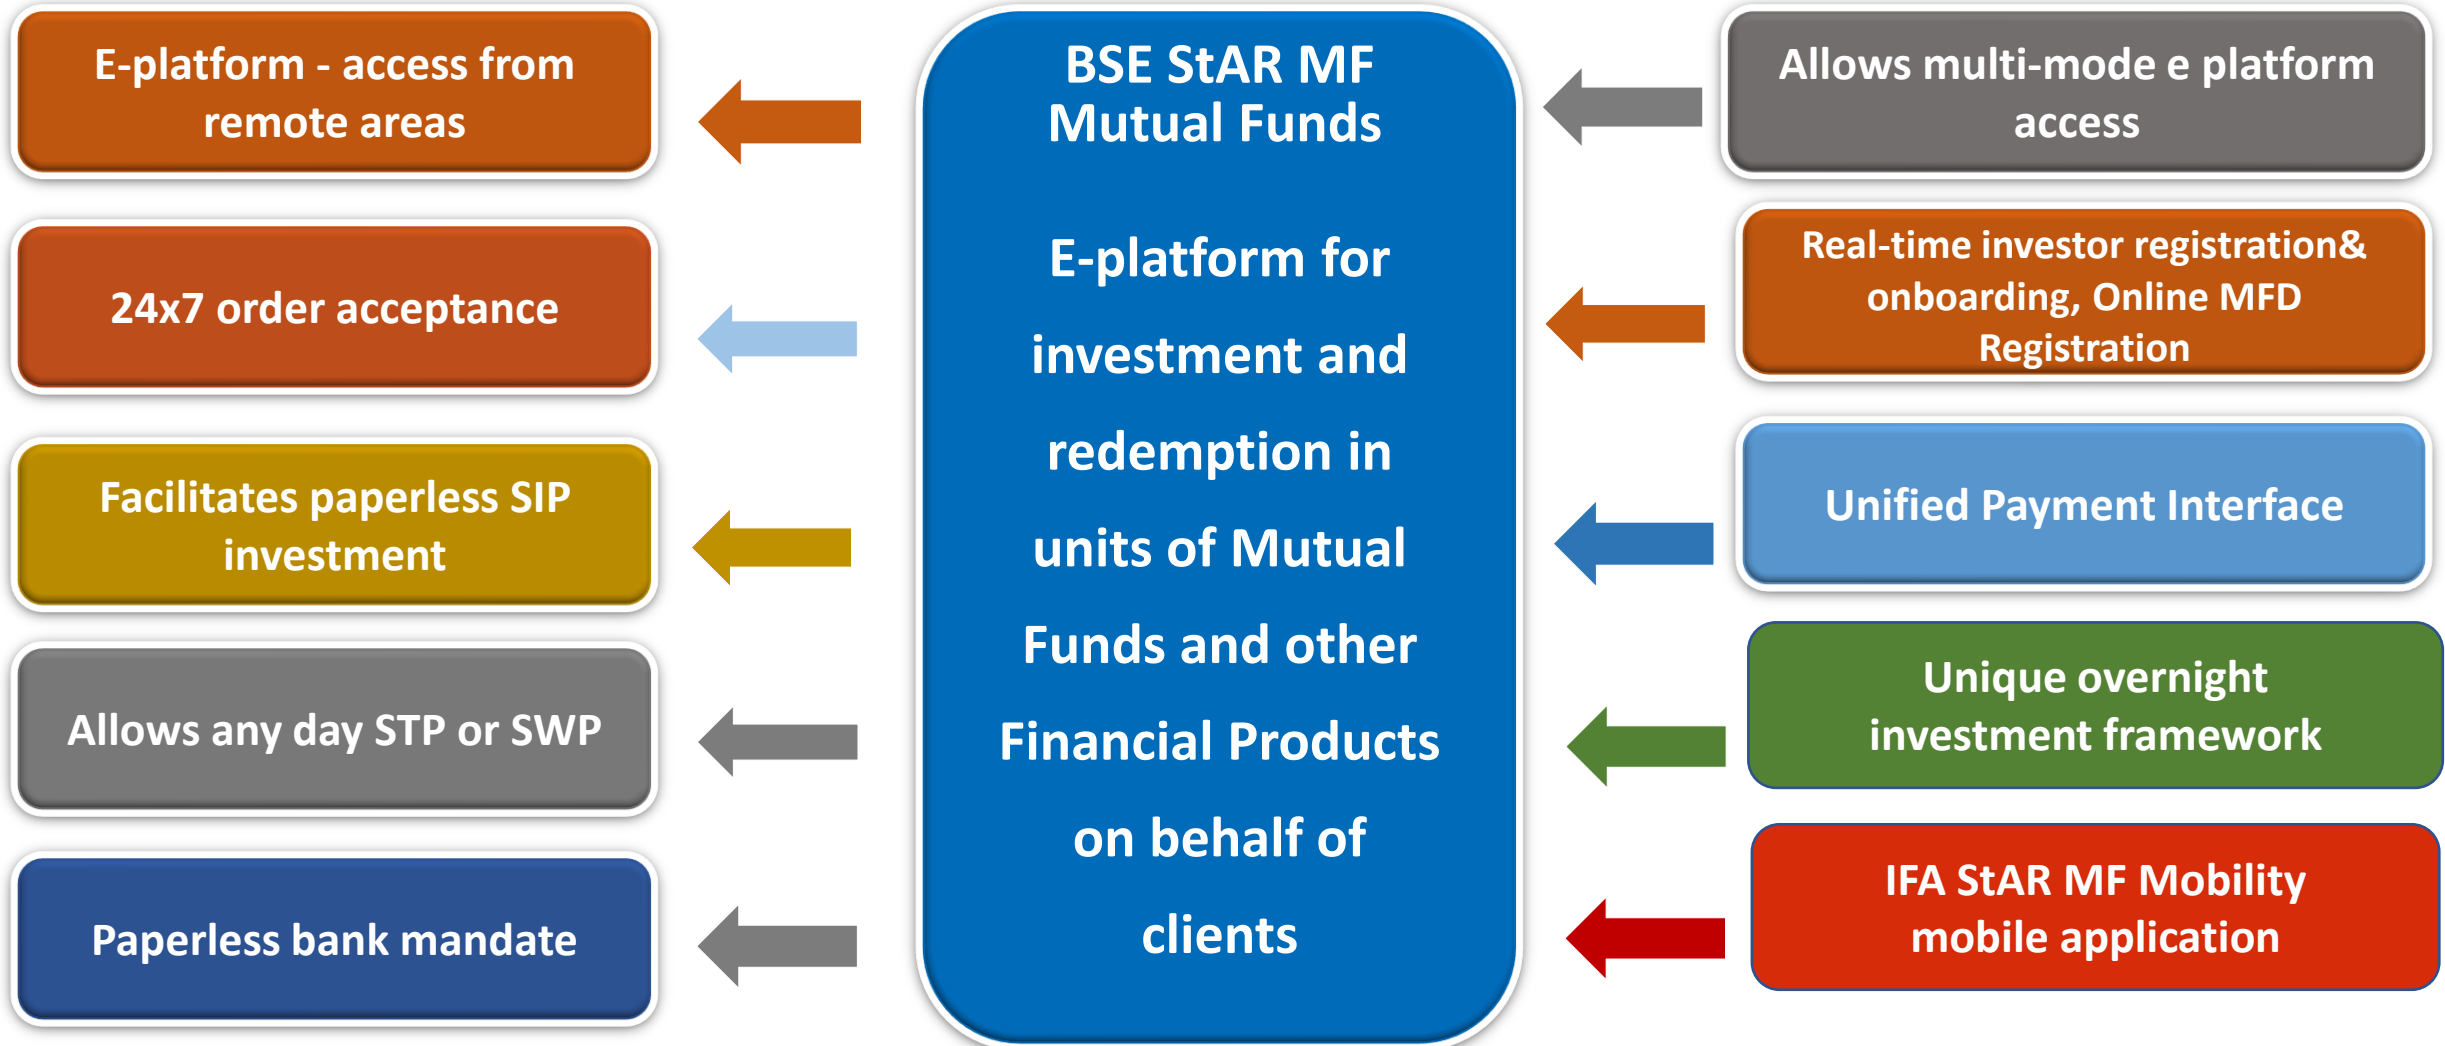 E-platform - access from
remote areas
24x7 order acceptance
Facilitates paperless SIP
investment
Allows any day STP or SWP
Paperless bank mandate
BSE StAR MF
Mutual Funds
E-platform for
investment and
redemption in
units of Mutual
Funds and other
Financial Products
on behalf of
clients
Allows multi-mode e platform
access
Real-time investor registration&
onboarding, Online MFD
Registration
Unified Payment Interface
Unique overnight
investment framework
IFA StAR MF Mobility
mobile application